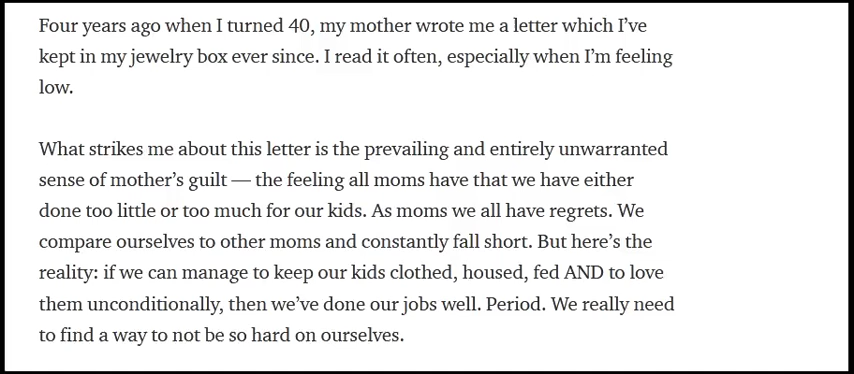 Four years ago when I turned 40, my mother wrote me a letter which I’ve
kept in my jewelry box ever since. I read it often, especially when I’m feeling
low.
What strikes me about this letter is the prevailing and entirely unwarranted
sense of mother’s guilt — the feeling all moms have that we have either
done too little or too much for our kids. As moms we all have regrets. We
compare ourselves to other moms and constantly fall short. But here’s the
reality: if we can manage to keep our kids clothed, housed, fed AND to love
them unconditionally, then we’ve done our jobs well. Period. We really need
to find a way to not be so hard on ourselves.